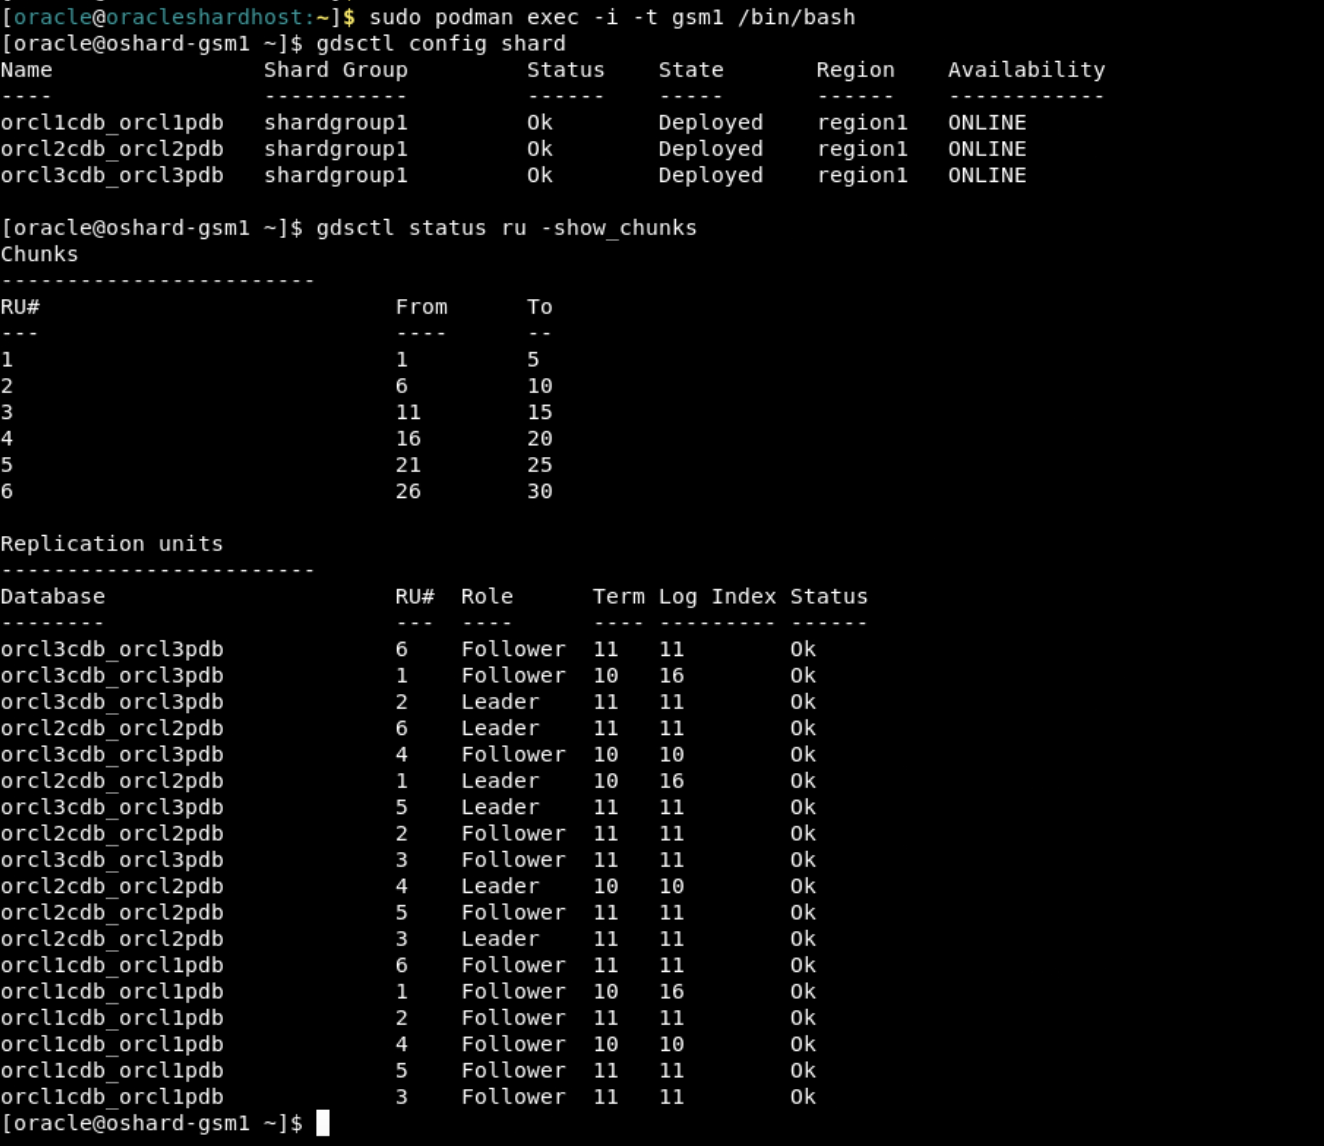 [oracle@oracleshardhost:~]$ sudo podman exec -i -t gsm1 /bin/bash
[oracle@oshard-gsm1 ~]$ gdsctl config shard
Name                Shard Group         Status    State       Region    Availability
----                -----------         ------    -----       ------    ------------
orcl1cdb_orcl1pdb   shardgroup1         Ok        Deployed    region1   ONLINE
orcl2cdb_orcl2pdb   shardgroup1         Ok        Deployed    region1   ONLINE
orcl3cdb_orcl3pdb   shardgroup1         Ok        Deployed    region1   ONLINE

[oracle@oshard-gsm1 ~]$ gdsctl status ru -show_chunks
Chunks
------------------------
RU#                           From      To
---                           ----      --
1                             1         5
2                             6         10
3                             11        15
4                             16        20
5                             21        25
6                             26        30

Replication units
------------------------
Database                      RU#  Role      Term Log Index Status
--------                      ---  ----      ---- --------- ------
orcl3cdb_orcl3pdb             6    Follower  11   11        Ok
orcl3cdb_orcl3pdb             1    Follower  10   16        Ok
orcl3cdb_orcl3pdb             2    Leader    11   11        Ok
orcl2cdb_orcl2pdb             6    Leader    11   11        Ok
orcl3cdb_orcl3pdb             4    Follower  10   10        Ok
orcl2cdb_orcl2pdb             1    Leader    10   16        Ok
orcl3cdb_orcl3pdb             5    Leader    11   11        Ok
orcl2cdb_orcl2pdb             2    Follower  11   11        Ok
orcl3cdb_orcl3pdb             3    Follower  11   11        Ok
orcl2cdb_orcl2pdb             4    Leader    10   10        Ok
orcl2cdb_orcl2pdb             5    Follower  11   11        Ok
orcl2cdb_orcl2pdb             3    Leader    11   11        Ok
orcl1cdb_orcl1pdb             6    Follower  11   11        Ok
orcl1cdb_orcl1pdb             1    Follower  10   16        Ok
orcl1cdb_orcl1pdb             2    Follower  11   11        Ok
orcl1cdb_orcl1pdb             4    Follower  10   10        Ok
orcl1cdb_orcl1pdb             5    Follower  11   11        Ok
orcl1cdb_orcl1pdb             3    Follower  11   11        Ok
[oracle@oshard-gsm1 ~]$